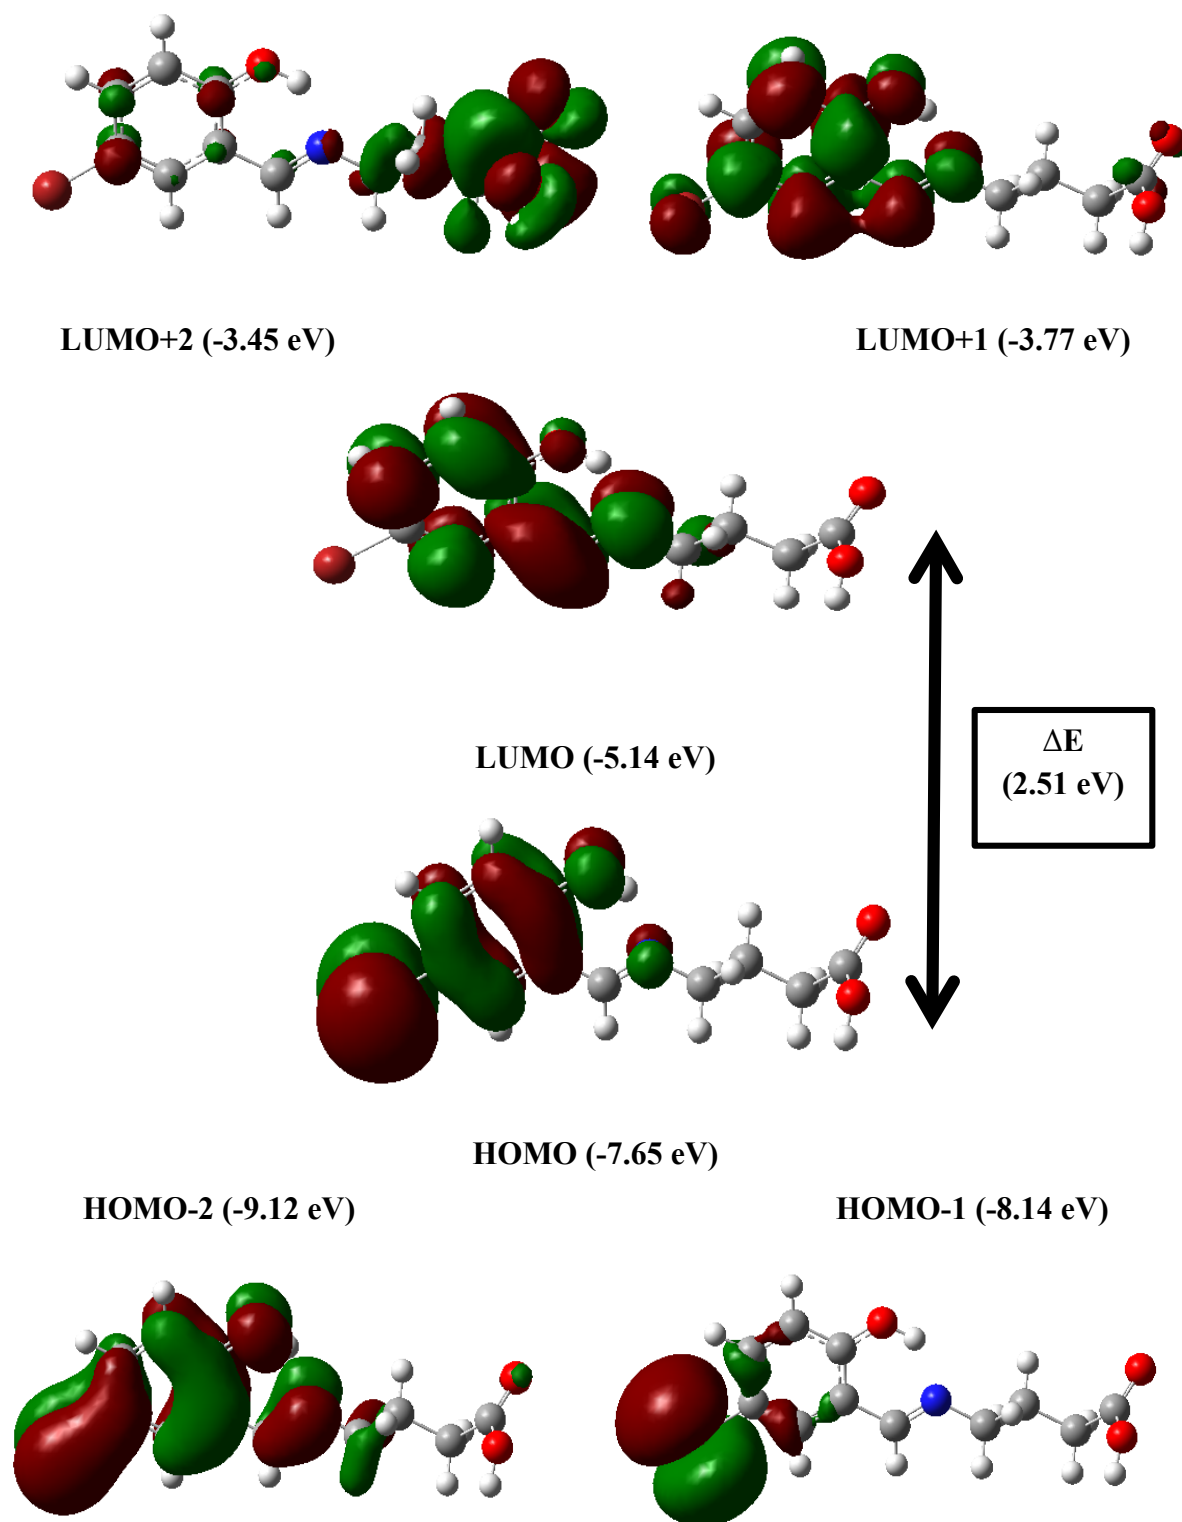 LUMO+2 (-3.45 eV)
LUMO+1 (-3.77 eV)
LUMO (-5.14 eV)
ΔE
(2.51 eV)
HOMO (-7.65 eV)
HOMO-2 (-9.12 eV)
HOMO-1 (-8.14 eV)